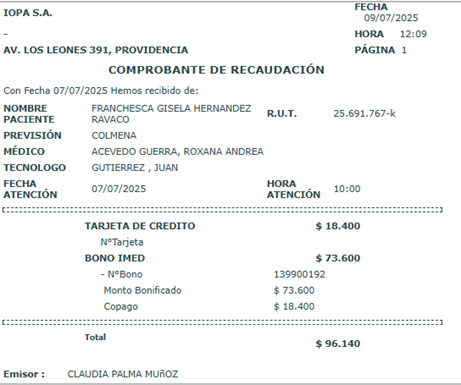 IOPA S.A.
FECHA
09/07/2025
-
HORA 12:09
AV. LOS LEONES 391, PROVIDENCIA
PÁGINA 1
COMPROBANTE DE RECAUDACIÓN
Con Fecha 07/07/2025 Hemos recibido de:
NOMBRE PACIENTE FRANCHESCA GISELA HERNANDEZ RAVACO R.U.T. 25.691.767-k
PREVISIÓN COLMENA
MÉDICO ACEVEDO GUERRA, ROXANA ANDREA
TECNOLOGO GUTIERREZ , JUAN
FECHA ATENCIÓN 07/07/2025 HORA ATENCIÓN 10:00
TARJETA DE CREDITO $ 18.400
N°Tarjeta
BONO IMED $ 73.600
- N°Bono 139900192
Monto Bonificado $ 73.600
Copago $ 18.400
Total $ 96.140
Emisor : CLAUDIA PALMA MUñOZ